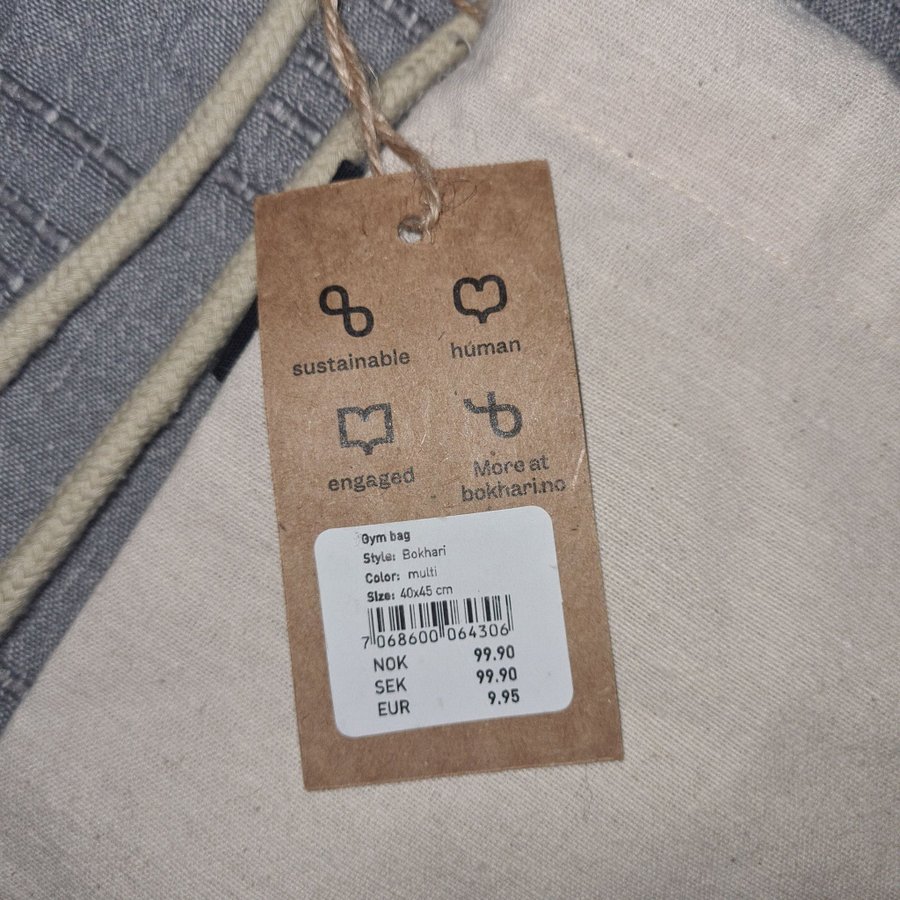 sustainable
human
engaged
More at
bokhari.no
Gym bag
Style: Bokhari
Color: multi
Size: 40x45 cm
7 068600 064306
NOK 99.90
SEK 99.90
EUR 9.95